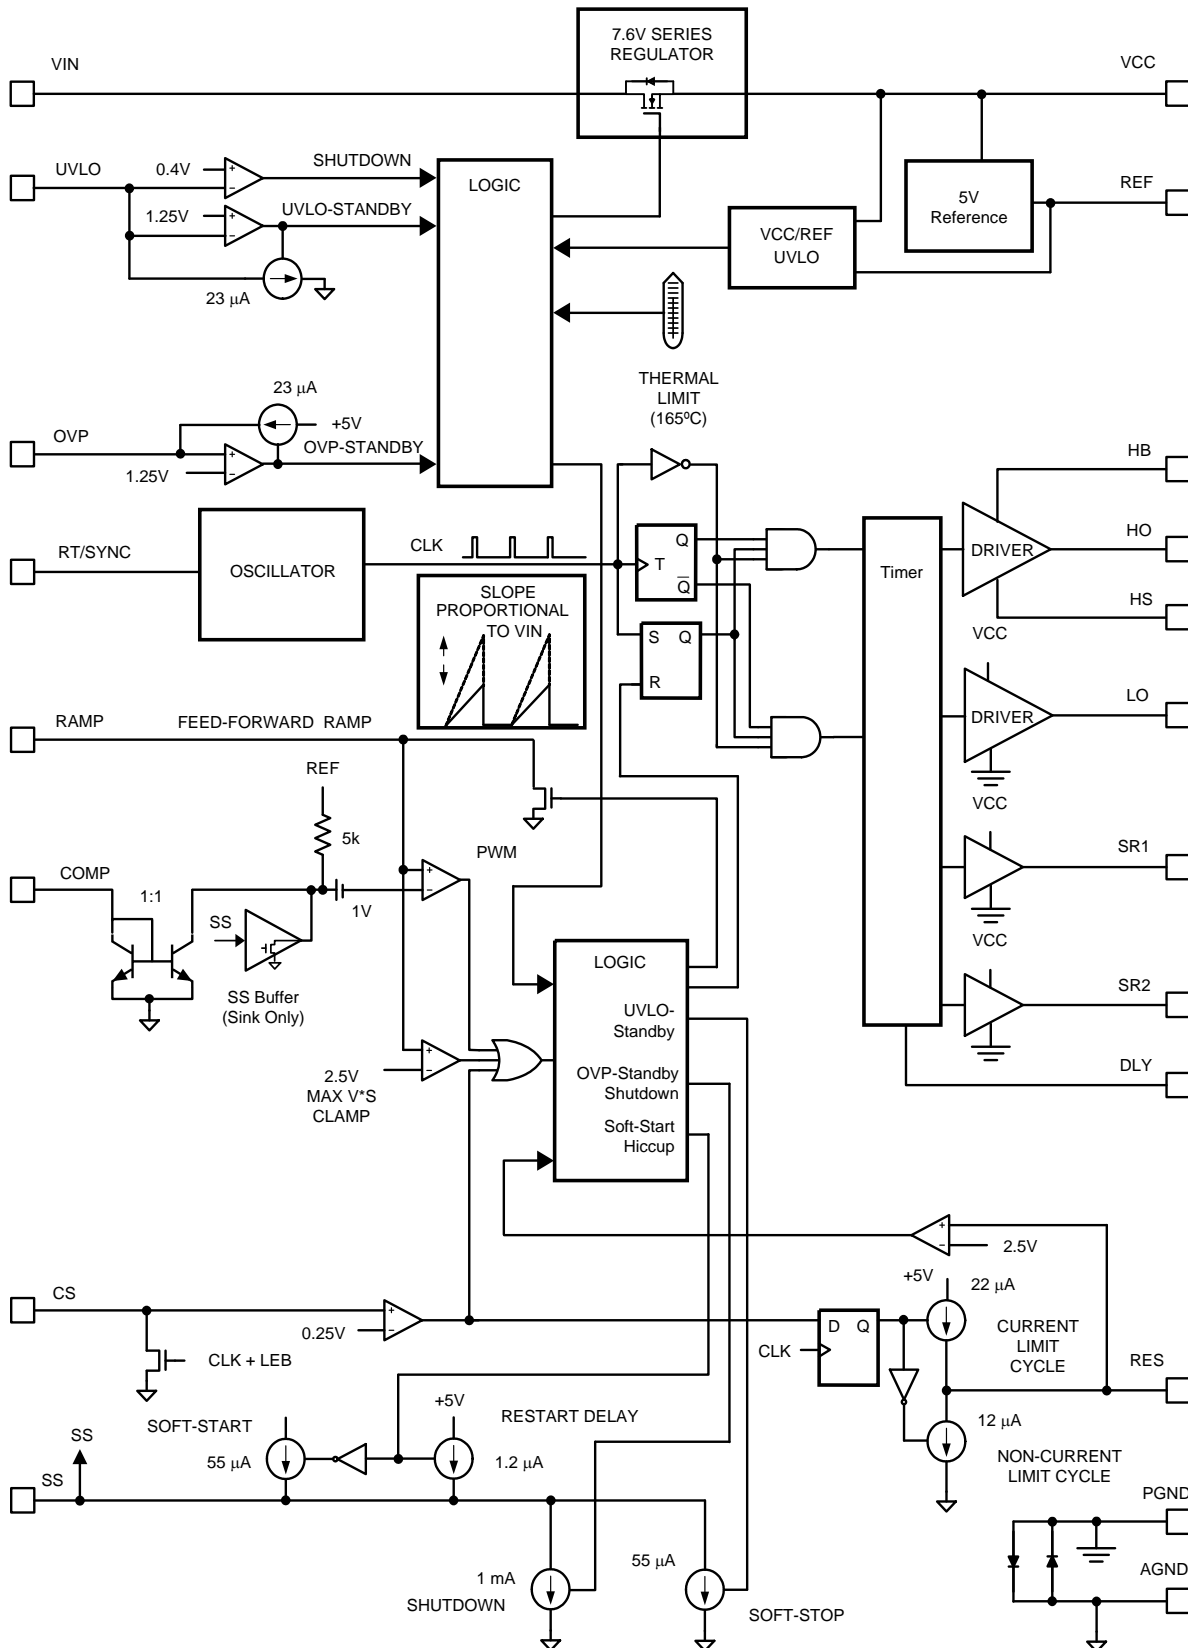 7.6V SERIES
REGULATOR
VIN
VCC
UVLO
0.4V
SHUTDOWN
LOGIC
1.25V
UVLO-STANDBY
23 μA
5V
Reference
REF
VCC/REF
UVLO
THERMAL
LIMIT
(165ºC)
23 μA
+5V
OVP
OVP-STANDBY
1.25V
HB
RT/SYNC
OSCILLATOR
CLK
T
Q
Q̅
Timer
DRIVER
HO
HS
VCC
SLOPE
PROPORTIONAL
TO VIN
S
Q
R
RAMP
FEED-FORWARD RAMP
DRIVER
LO
VCC
REF
5k
PWM
COMP
1:1
1V
SS
SS Buffer
(Sink Only)
SR1
VCC
SR2
2.5V
MAX V*S
CLAMP
LOGIC
UVLO-
Standby
OVP-Standby
Shutdown
Soft-Start
Hiccup
DLY
2.5V
+5V
22 μA
CS
0.25V
CLK + LEB
D
Q
CLK
CURRENT
LIMIT
CYCLE
RES
12 μA
NON-CURRENT
LIMIT CYCLE
SOFT-START
+5V
RESTART DELAY
SS
55 μA
1.2 μA
SS
PGND
1 mA
SHUTDOWN
55 μA
SOFT-STOP
AGND
+
−
+
−
+
−
+
−
+
−
+
−
+
−